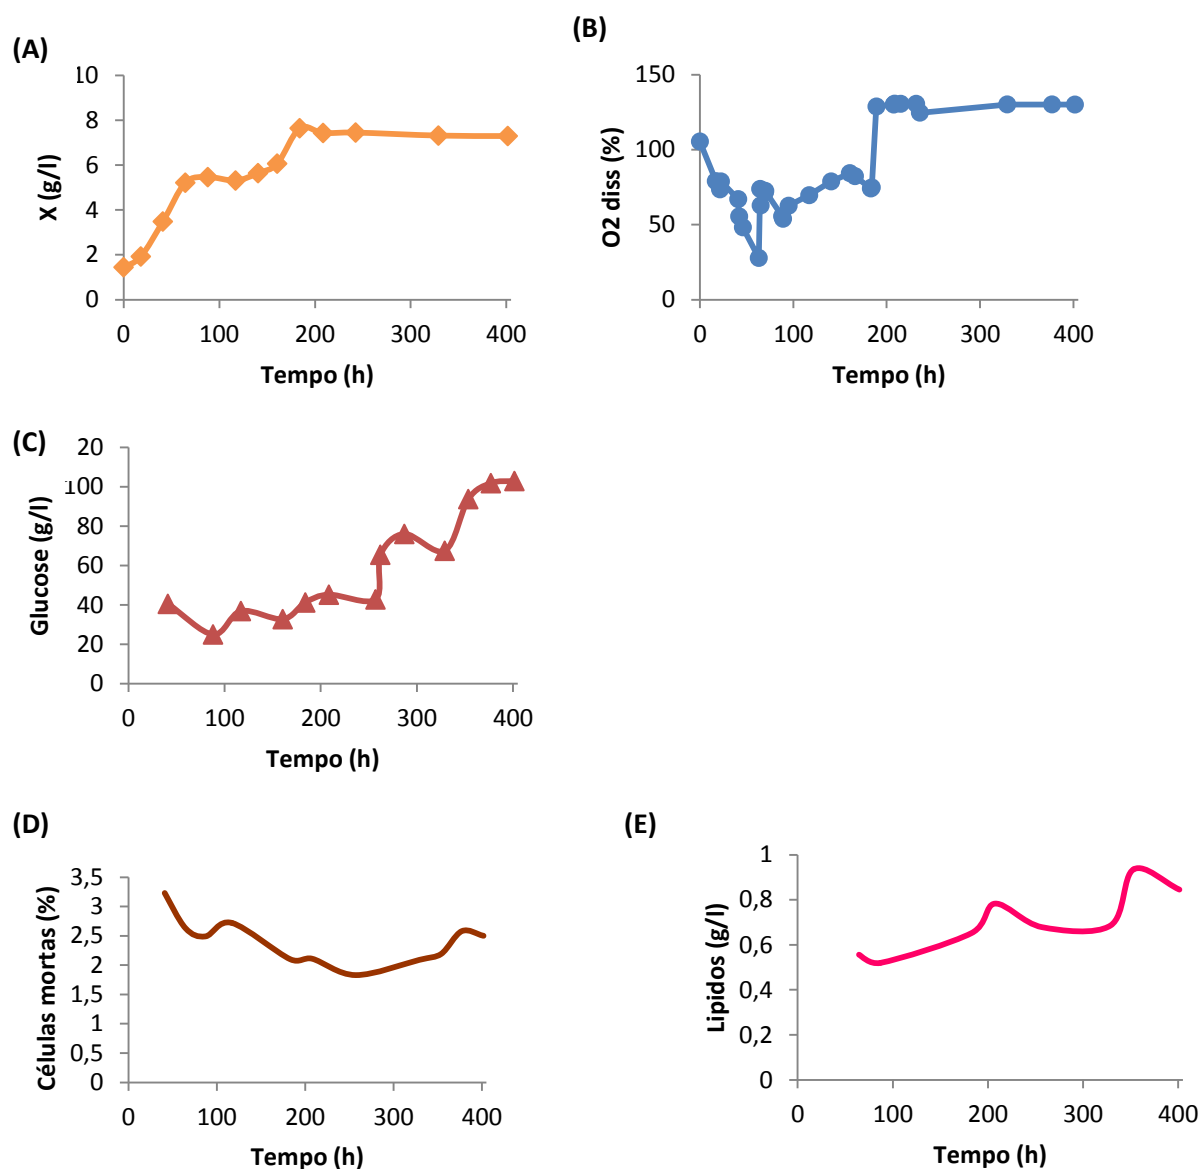 (A)
10
8
6
4
2
0
X (g/l)
0 100 200 300 400
Tempo (h)
(B)
150
100
50
0
O2 diss (%)
0 100 200 300 400
Tempo (h)
(C)
20
100
80
60
40
20
0
Glucose (g/l)
0 100 200 300 400
Tempo (h)
(D)
3,5
3
2,5
2
1,5
1
0,5
0
Células mortas (%)
0 100 200 300 400
Tempo (h)
(E)
1
0,8
0,6
0,4
0,2
0
Lipidos (g/l)
0 100 200 300 400
Tempo (h)